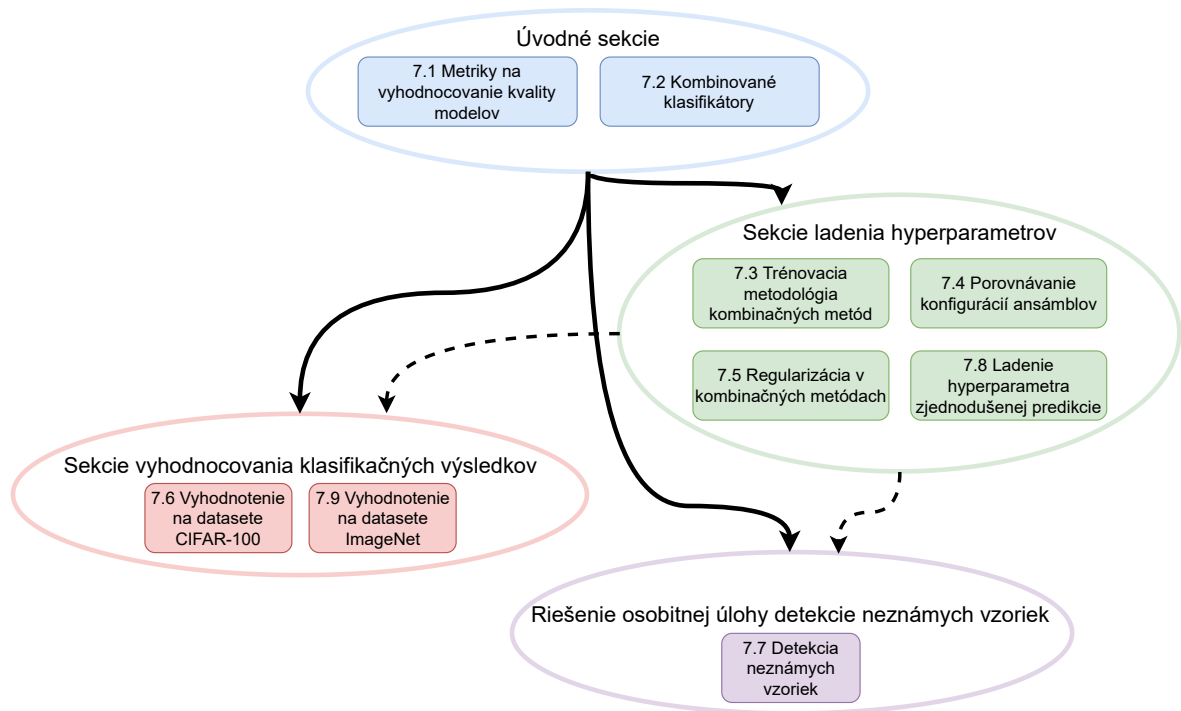 Úvodné sekcie
7.1 Metriky na
vyhodnocovanie kvality
modelov
7.2 Kombinované
klasifikátory
Sekcie ladenia hyperparametrov
7.3 Trénovacia
metodológia
kombinačných metód
7.4 Porovnávanie
konfigurácií ansámblov
7.5 Regularizácia v
kombinačných metódach
7.8 Ladenie
hyperparametra
zjednodušenej predikcie
Sekcie vyhodnocovania klasifikačných výsledkov
7.6 Vyhodnotenie
na datasete
CIFAR-100
7.9 Vyhodnotenie
na datasete
ImageNet
Riešenie osobitnej úlohy detekcie neznámych vzoriek
7.7 Detekcia
neznámych
vzoriek